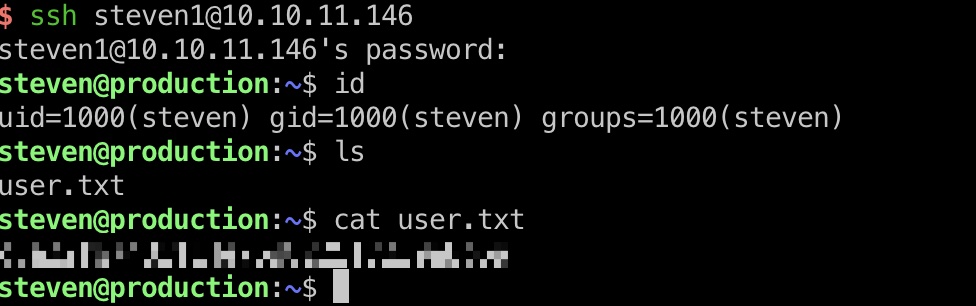 $ ssh steven1@10.10.11.146
steven1@10.10.11.146's password:
steven@production:~$ id
uid=1000(steven) gid=1000(steven) groups=1000(steven)
steven@production:~$ ls
user.txt
steven@production:~$ cat user.txt
steven@production:~$